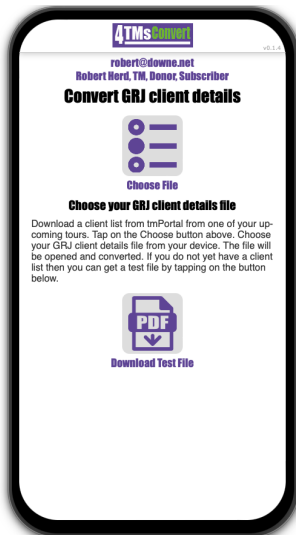 4TMsConvert
v0.1.4
robert@downe.net
Robert Herd, TM, Donor, Subscriber
Convert GRJ client details
Choose File
Choose your GRJ client details file
Download a client list from tmPortal from one of your up-
coming tours. Tap on the Choose button above. Choose
your GRJ client details file from your device. The file will
be opened and converted. If you do not yet have a client
list then you can get a test file by tapping on the button
below.
PDF
Download Test File